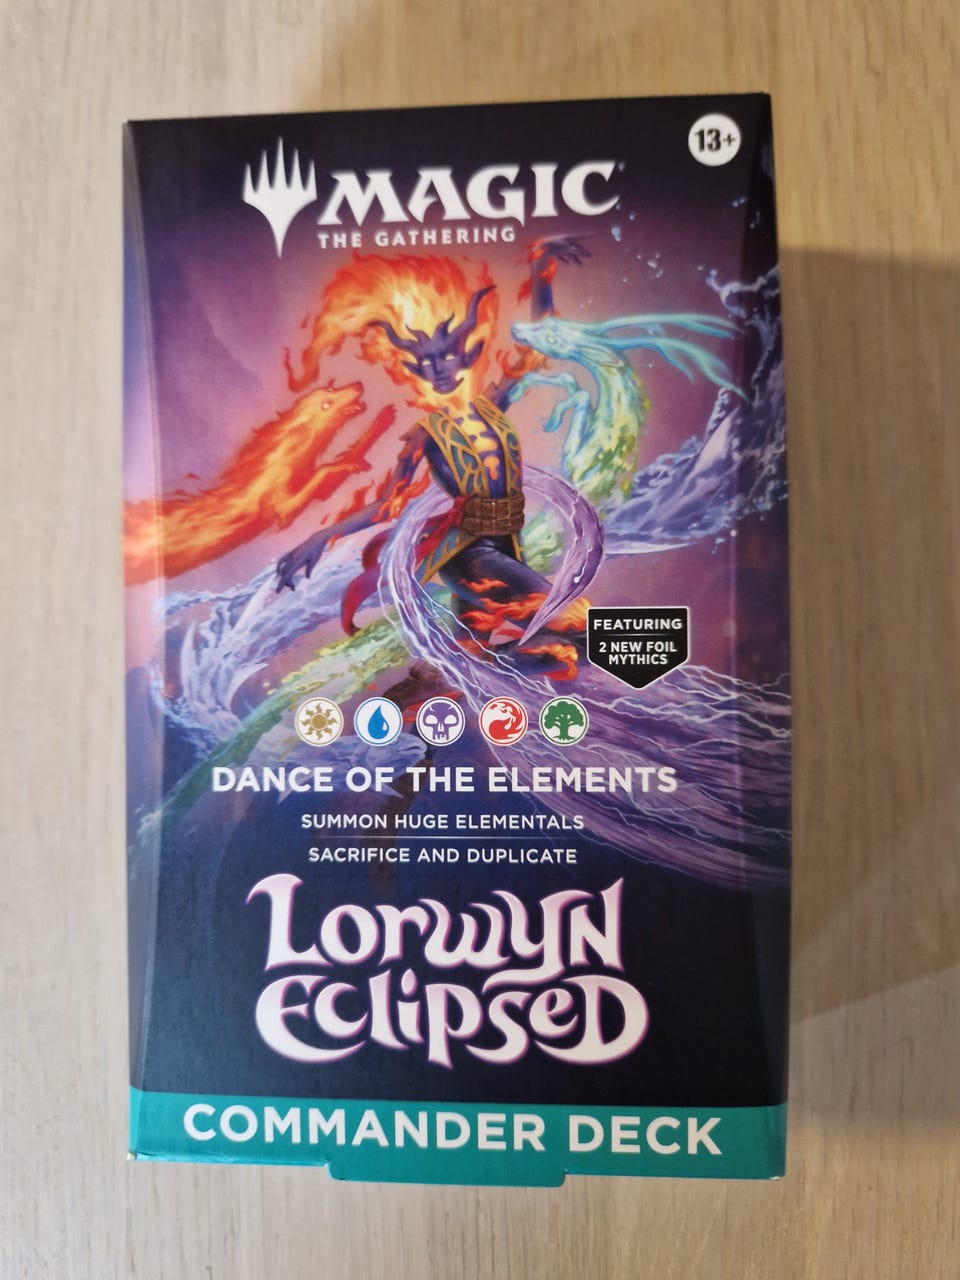 13+
MAGIC
THE GATHERING
FEATURING
2 NEW FOIL
MYTHICS
DANCE OF THE ELEMENTS
SUMMON HUGE ELEMENTALS
SACRIFICE AND DUPLICATE
LORWYN
ECLIPSED
COMMANDER DECK